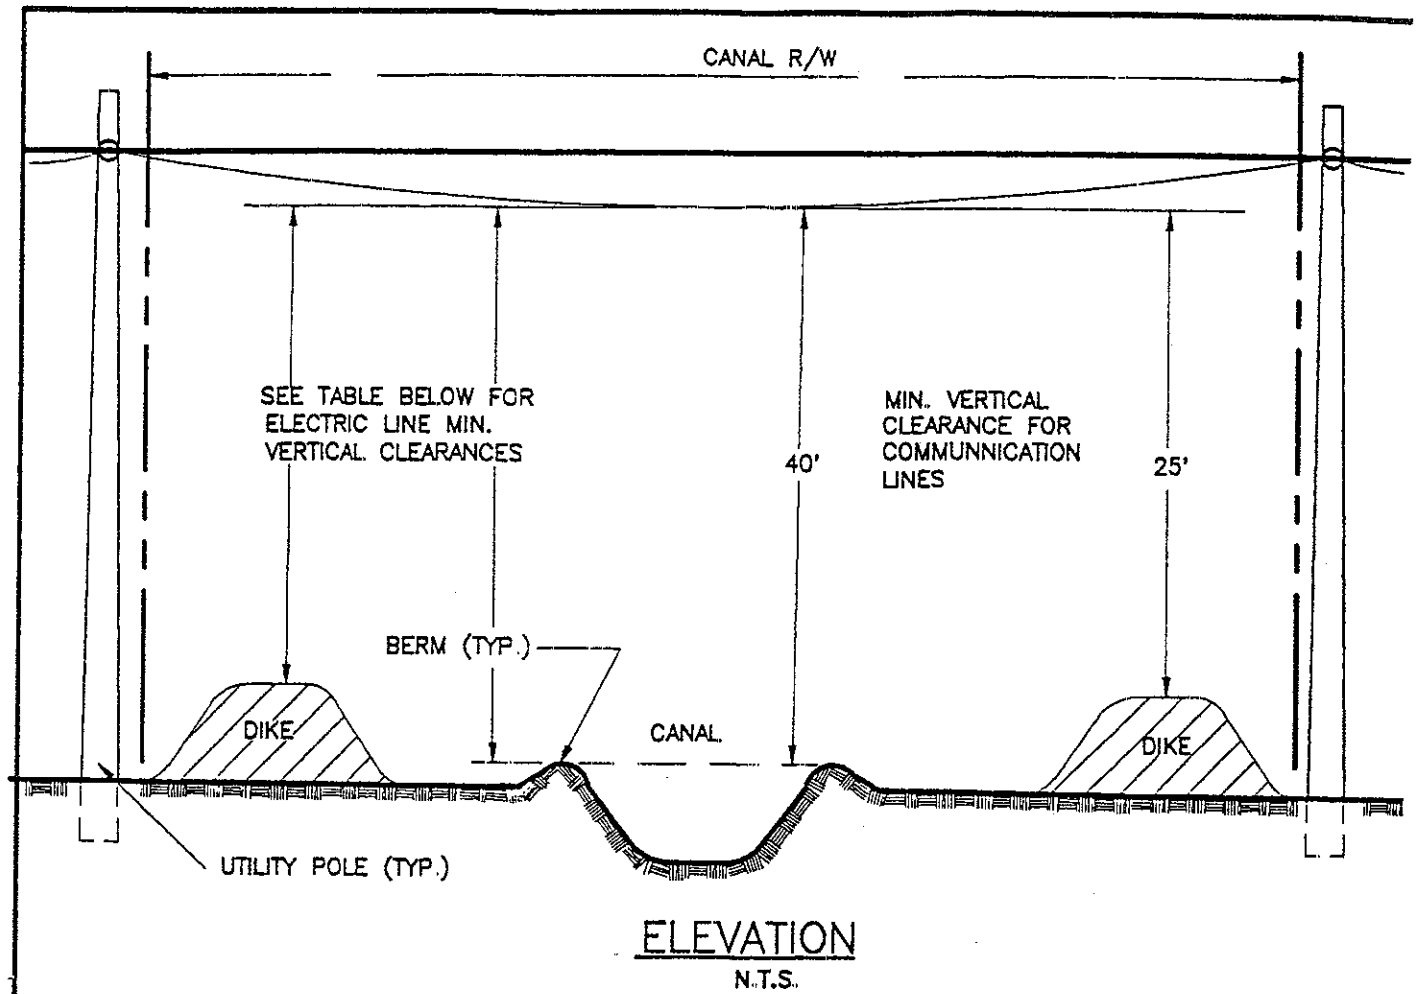 CANAL R/W
SEE TABLE BELOW FOR
ELECTRIC LINE MIN.
VERTICAL CLEARANCES
MIN. VERTICAL
CLEARANCE FOR
COMMUNNICATION
LINES
40'
25'
BERM (TYP.)
CANAL
DIKE
DIKE
UTILITY POLE (TYP.)
ELEVATION
N.T.S.